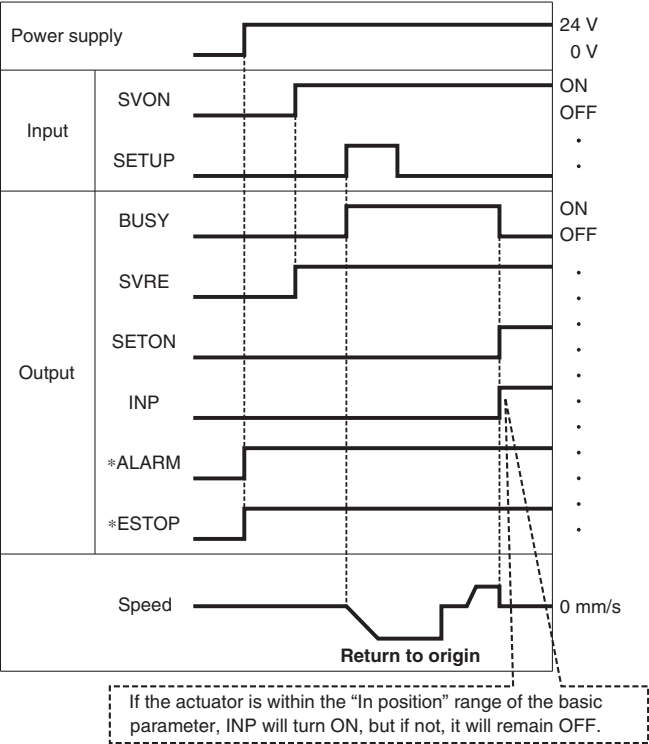 Power supply
24 V
0 V
Input
SVON
ON
OFF
SETUP
Output
BUSY
ON
OFF
SVRE
SETON
INP
*ALARM
*ESTOP
Speed
0 mm/s
Return to origin
If the actuator is within the “In position” range of the basic
parameter, INP will turn ON, but if not, it will remain OFF.